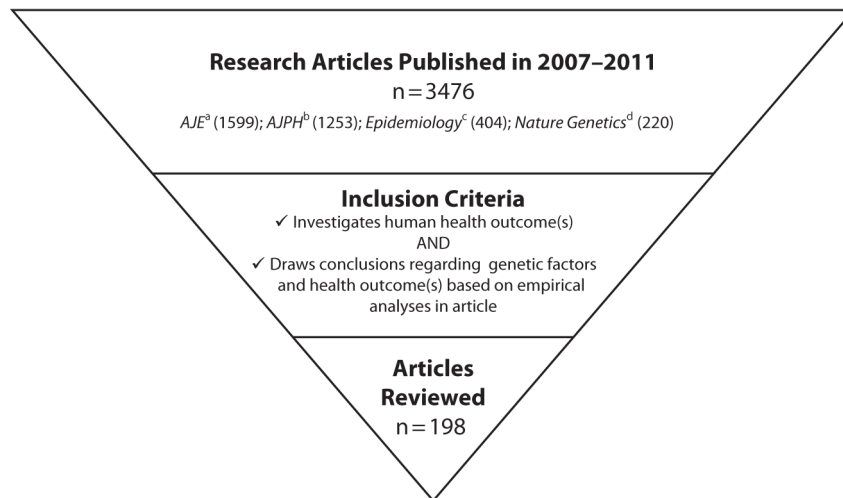 Research Articles Published in 2007–2011
n=3476
AJEᵃ (1599); AJPHᵇ (1253); Epidemiologyᶜ (404); Nature Geneticsᵈ (220)
Inclusion Criteria
✓ Investigates human health outcome(s)
AND
✓ Draws conclusions regarding genetic factors
and health outcome(s) based on empirical
analyses in article
Articles
Reviewed
n=198